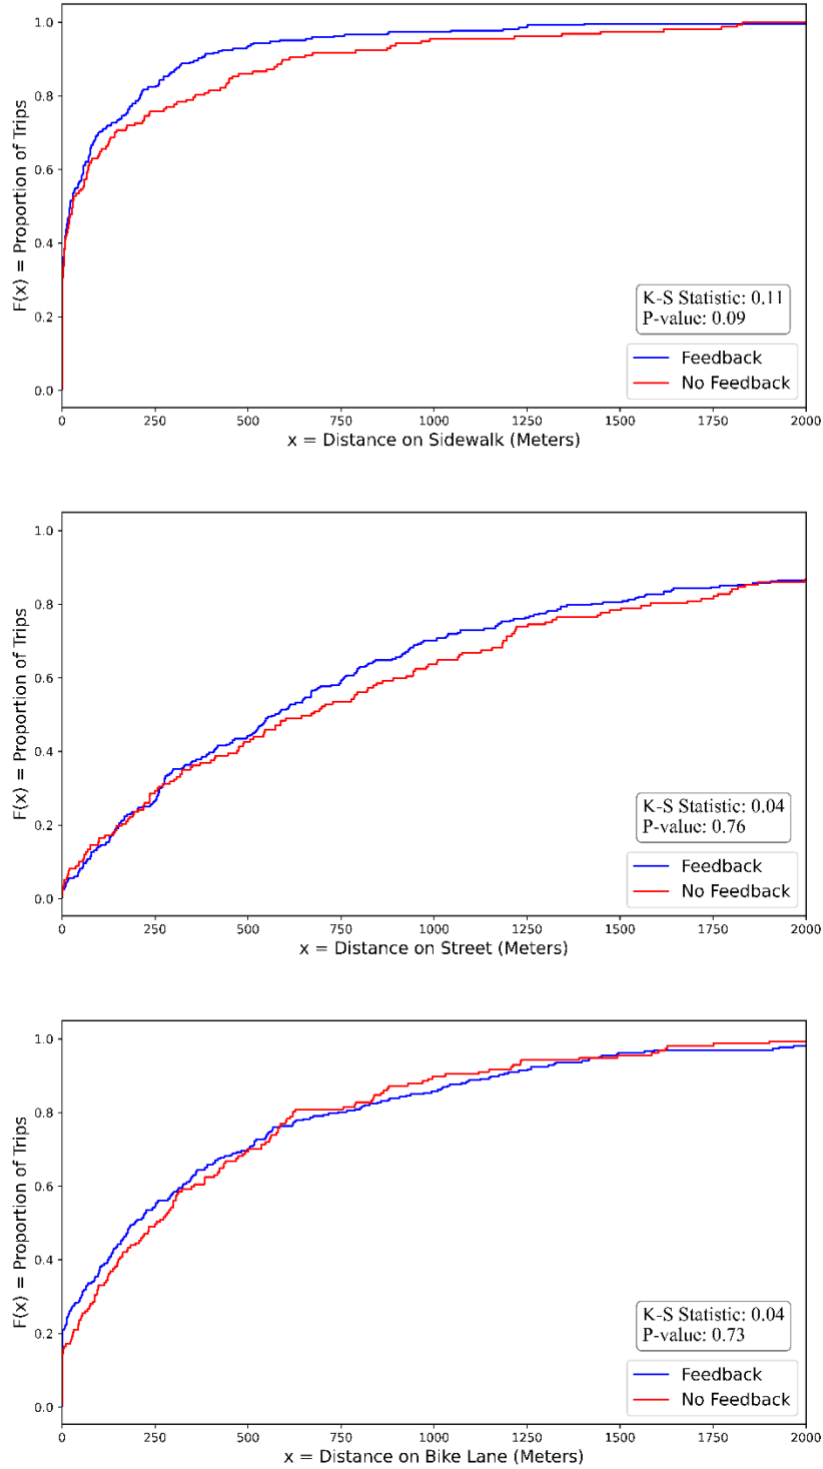 1.0
0.8
0.6
0.4
0.2
0.0
F(x) = Proportion of Trips
K-S Statistic: 0.11
P-value: 0.09
Feedback
No Feedback
0 250 500 750 1000 1250 1500 1750 2000
x = Distance on Sidewalk (Meters)
1.0
0.8
0.6
0.4
0.2
0.0
F(x) = Proportion of Trips
K-S Statistic: 0.04
P-value: 0.76
Feedback
No Feedback
0 250 500 750 1000 1250 1500 1750 2000
x = Distance on Street (Meters)
1.0
0.8
0.6
0.4
0.2
0.0
F(x) = Proportion of Trips
K-S Statistic: 0.04
P-value: 0.73
Feedback
No Feedback
0 250 500 750 1000 1250 1500 1750 2000
x = Distance on Bike Lane (Meters)